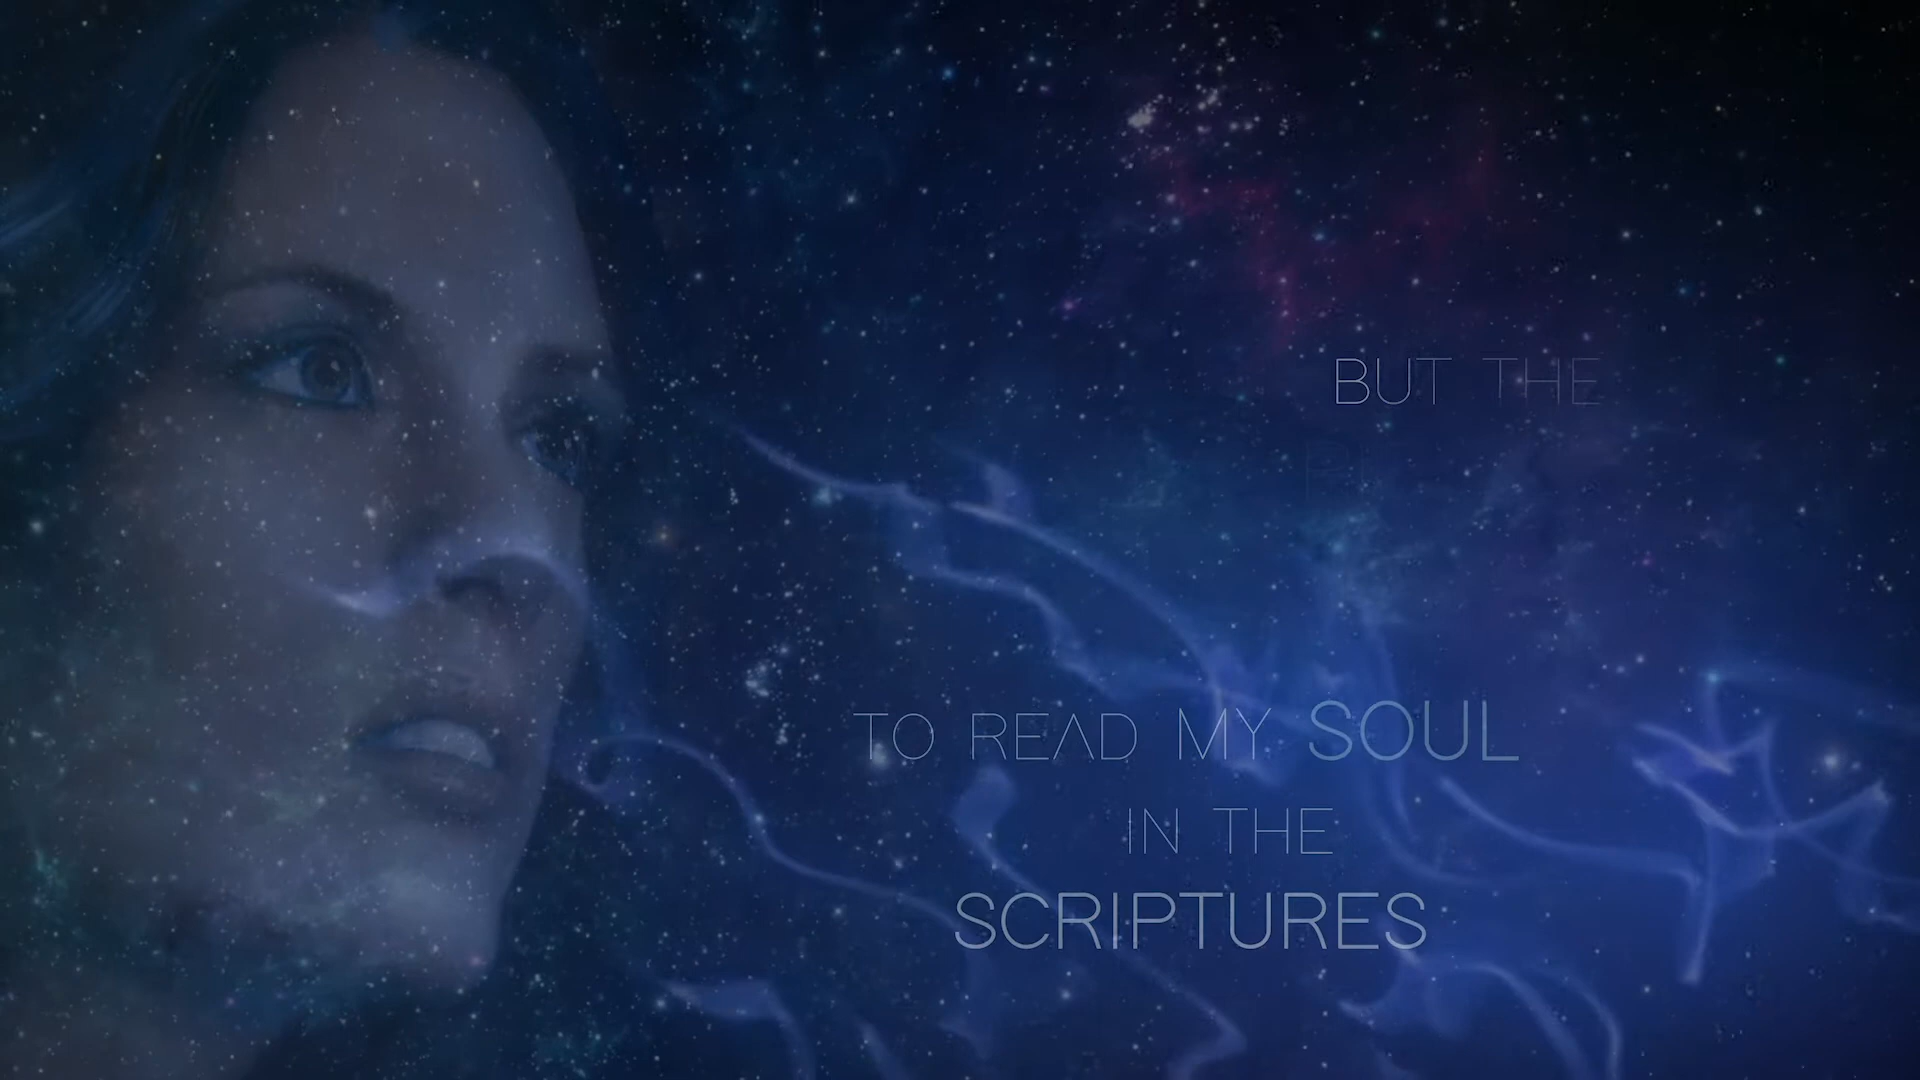 BUT THE
TO READ MY SOUL
IN THE
SCRIPTURES